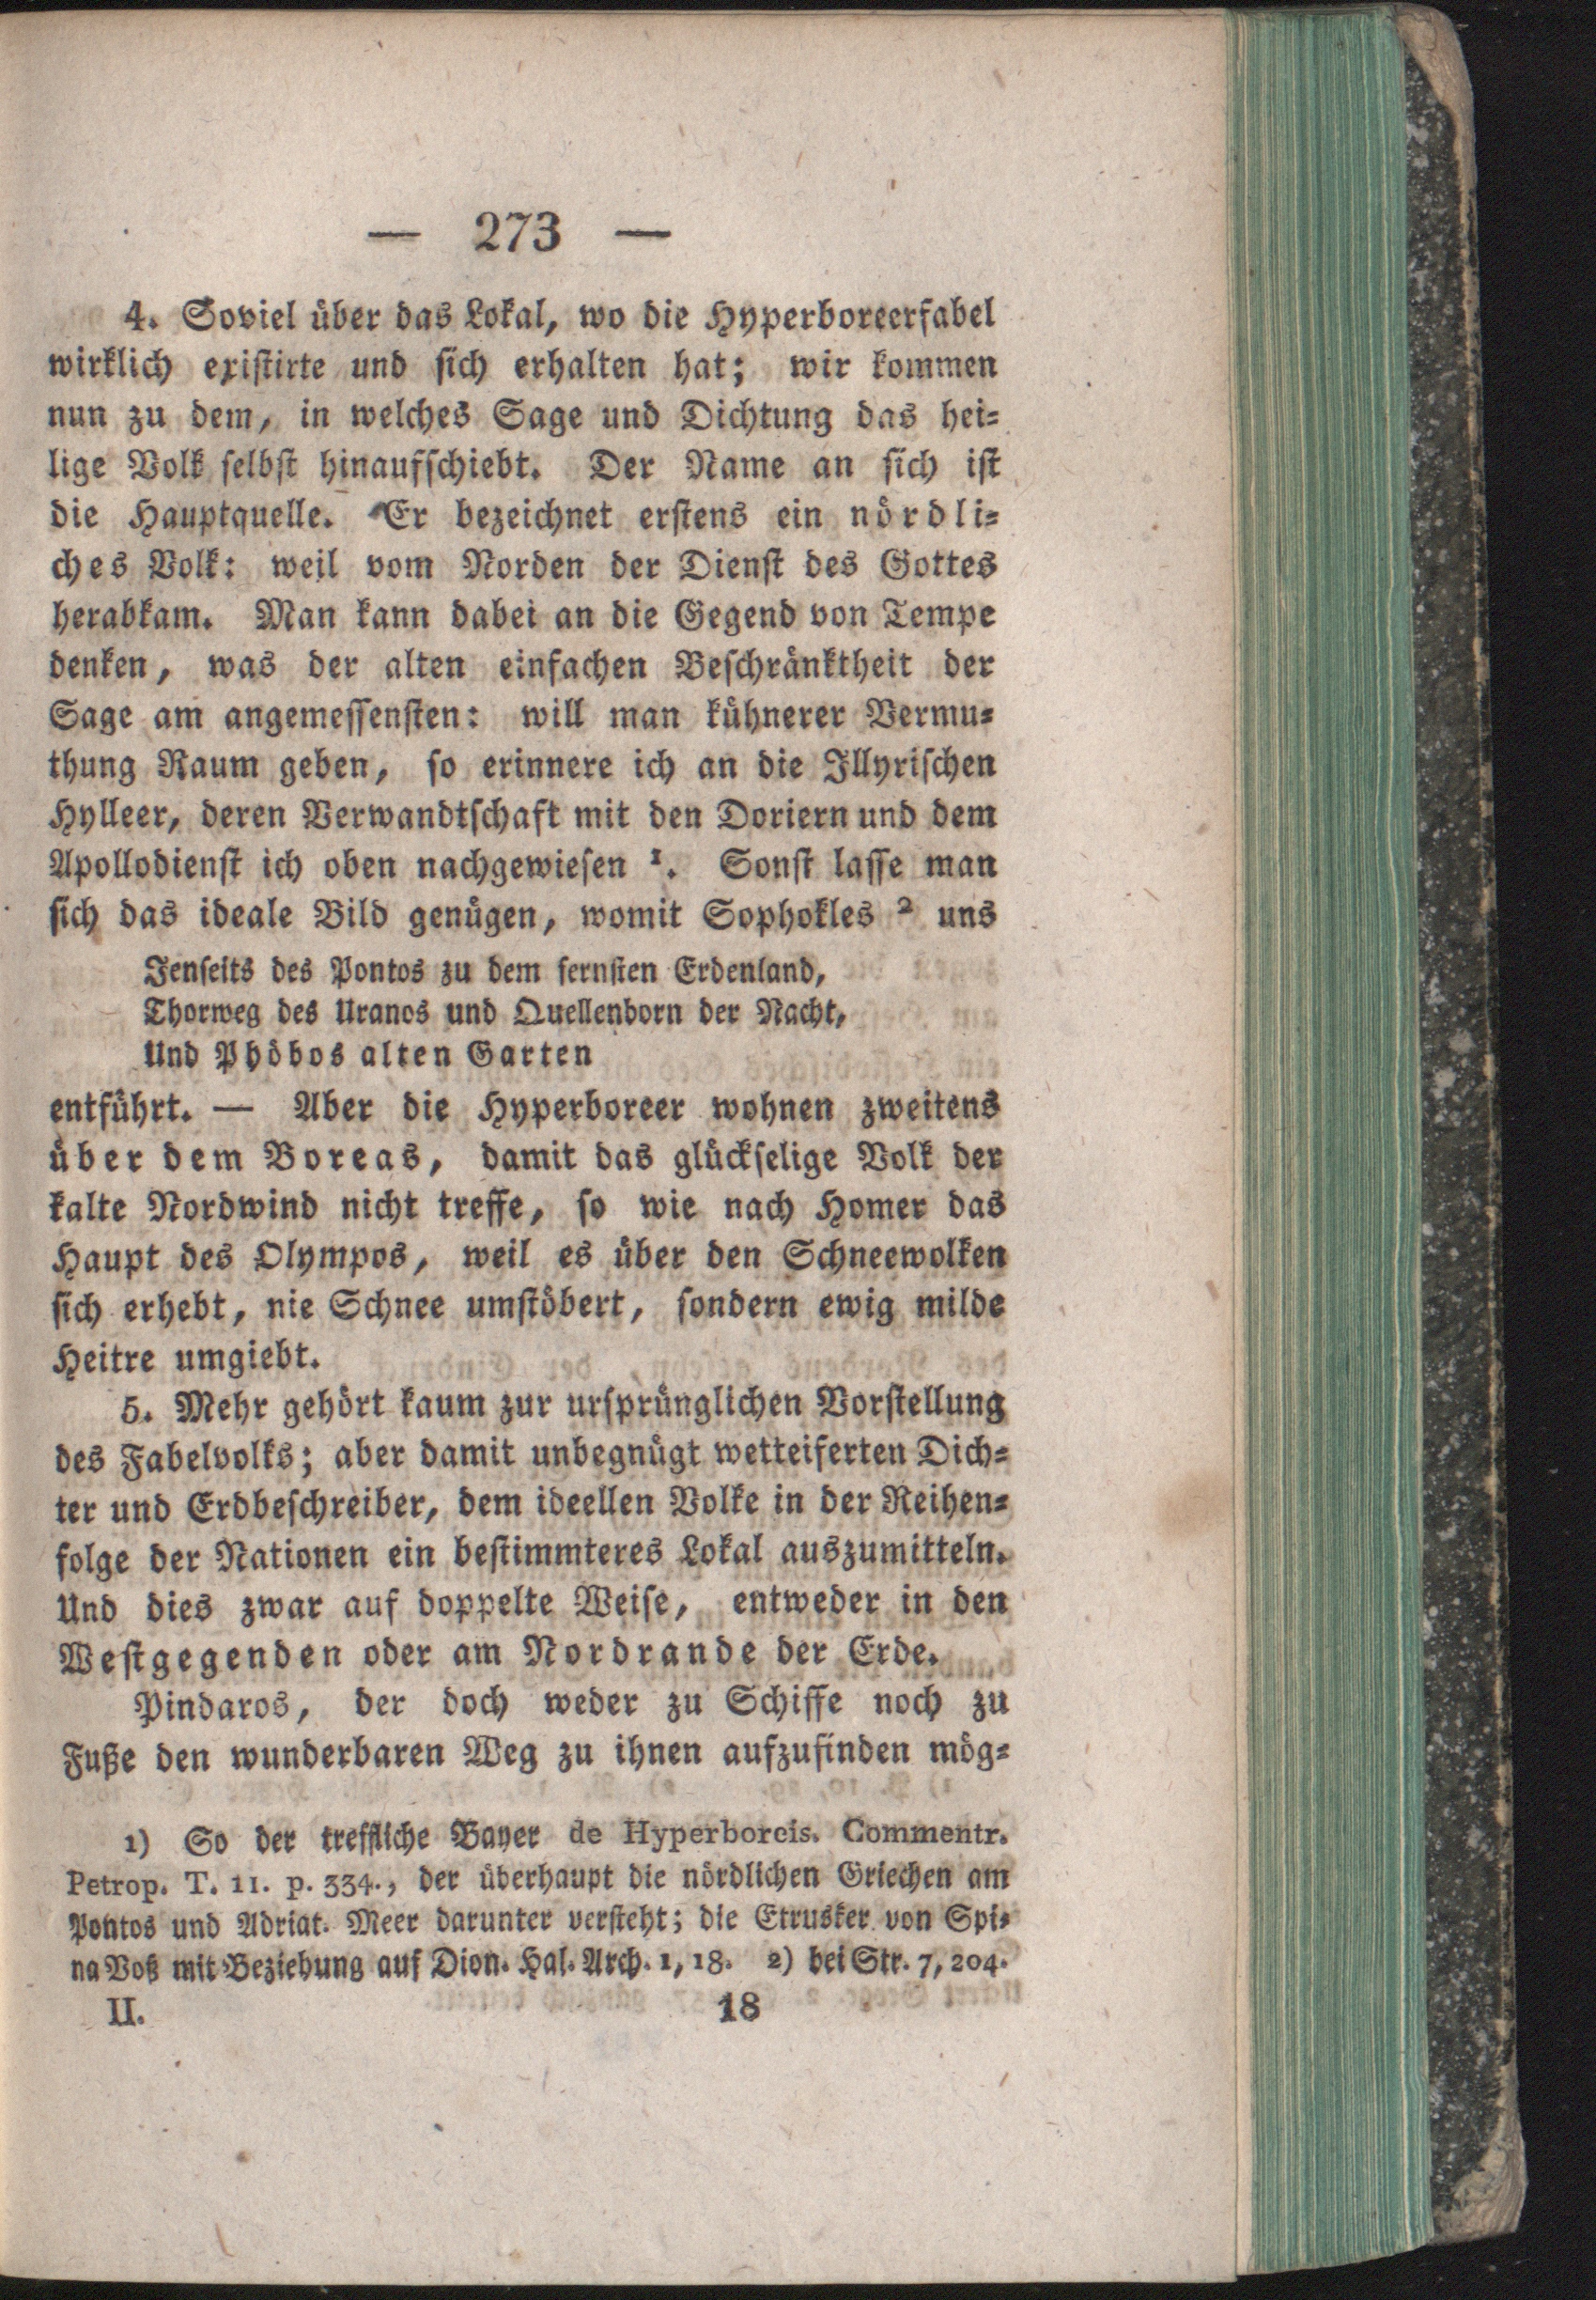 — 273 —
4. Soviel über das Lokal, wo die Hyperboreerfabel
wirklich existirte und sich erhalten hat; wir kommen
nun zu dem, in welches Sage und Dichtung das hei-
lige Volk selbst hinaufschiebt. Der Name an sich ist
die Hauptquelle. Er bezeichnet erstens ein nördli-
ches Volk: weil vom Norden der Dienst des Gottes
herabkam. Man kann dabei an die Gegend von Tempe
denken, was der alten einfachen Beschränktheit der
Sage am angemessensten: will man kühnerer Vermu-
thung Raum geben, so erinnere ich an die Illyrischen
Hylleer, deren Verwandtschaft mit den Doriern und dem
Apollodienst ich oben nachgewiesen ¹. Sonst lasse man
sich das ideale Bild genügen, womit Sophokles ² uns
Jenseits des Pontos zu dem fernsten Erdenland,
Thorweg des Uranos und Quellenborn der Nacht,
Und Phöbos alten Garten
entführt. — Aber die Hyperboreer wohnen zweitens
über dem Boreas, damit das glückselige Volk der
kalte Nordwind nicht treffe, so wie nach Homer das
Haupt des Olympos, weil es über den Schneewolken
sich erhebt, nie Schnee umstöbert, sondern ewig milde
Heitre umgiebt.
5. Mehr gehört kaum zur ursprünglichen Vorstellung
des Fabelvolks; aber damit unbegnügt wetteiferten Dich-
ter und Erdbeschreiber, dem ideellen Volke in der Reihen-
folge der Nationen ein bestimmteres Lokal auszumitteln.
Und dies zwar auf doppelte Weise, entweder in den
Westgegenden oder am Nordrande der Erde.
Pindaros, der doch weder zu Schiffe noch zu
Fuße den wunderbaren Weg zu ihnen aufzufinden mög-
1) So der treffliche Bayer de Hyperboreis. Commentr.
Petrop. T. 11. p. 334., der überhaupt die nördlichen Griechen am
Pontos und Adriat. Meer darunter versteht; die Etrusker von Spi-
na Voß mit Beziehung auf Dion. Hal. Arch. 1, 18. 2) bei Str. 7, 204.
II. 18